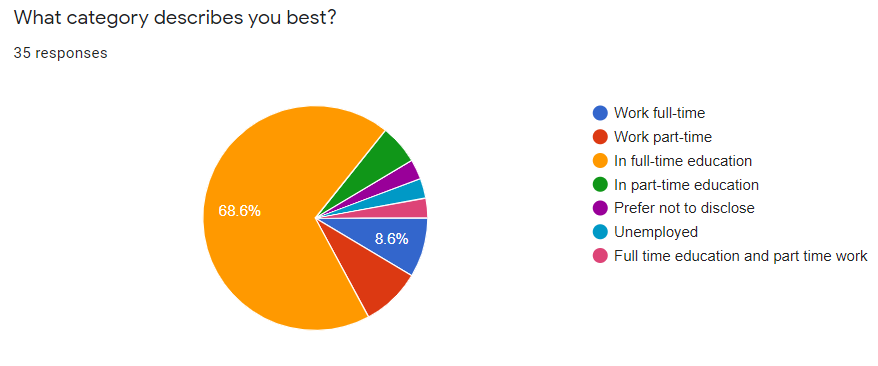 What category describes you best?
35 responses
68.6%
8.6%
Work full-time
Work part-time
In full-time education
In part-time education
Prefer not to disclose
Unemployed
Full time education and part time work